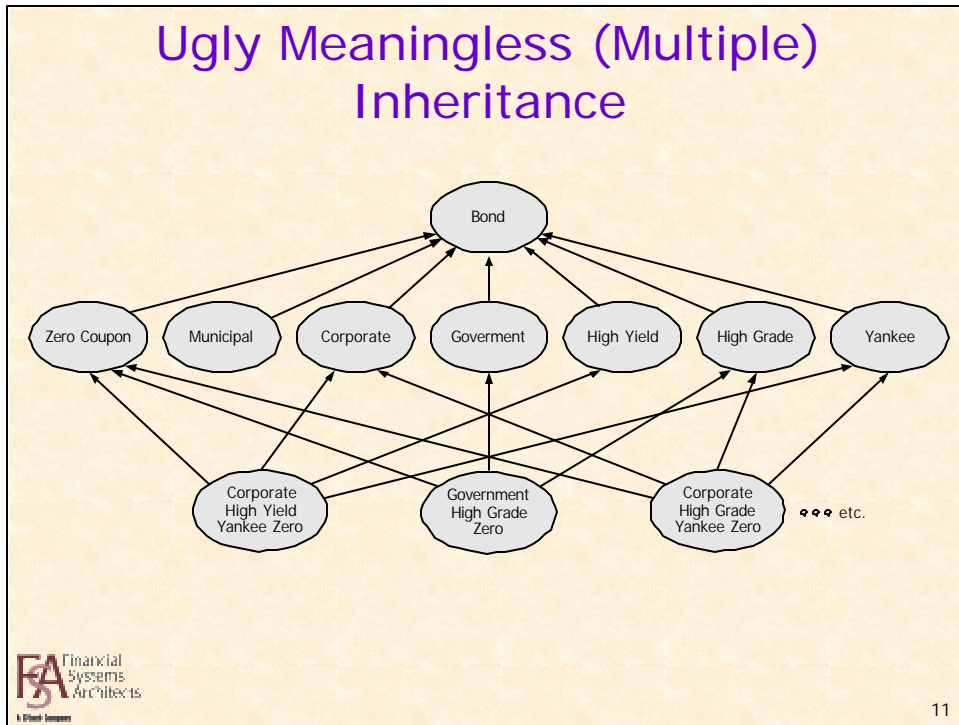 Ugly Meaningless (Multiple)
Inheritance
Bond
Zero Coupon
Municipal
Corporate
Goverment
High Yield
High Grade
Yankee
Corporate
High Yield
Yankee Zero
Government
High Grade
Zero
Corporate
High Grade
Yankee Zero
etc.
FSA
Financial
Systems
Architects
11